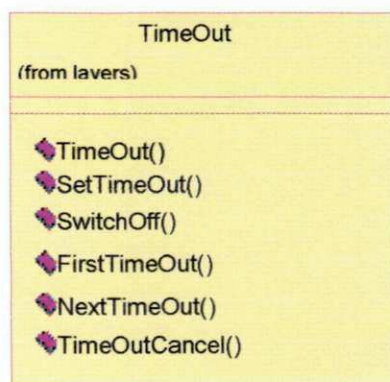 TimeOut
(from layers)
TimeOut()
SetTimeOut()
SwitchOff()
FirstTimeOut()
NextTimeOut()
TimeOutCancel()